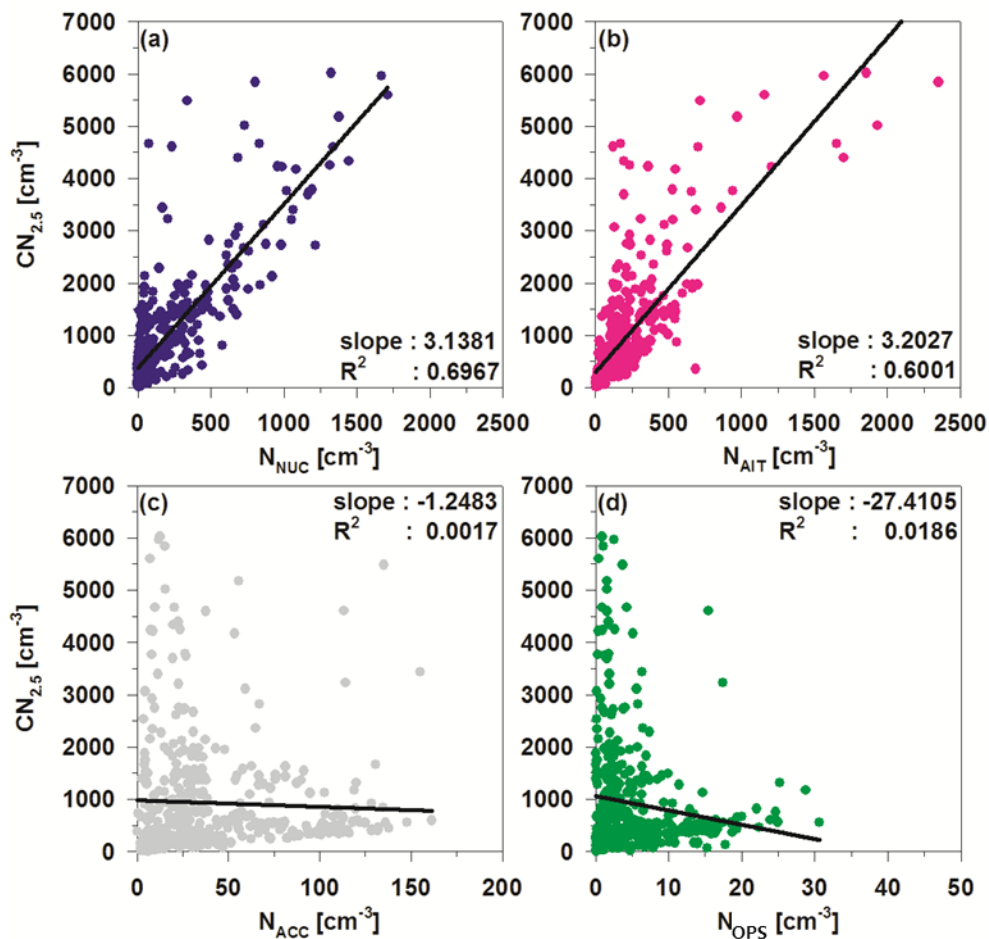 (a)
7000
6000
5000
4000
3000
2000
1000
0
CN2.5 [cm-3]
slope : 3.1381
R2 : 0.6967
0 500 1000 1500 2000 2500
NNUC [cm-3]
(b)
7000
6000
5000
4000
3000
2000
1000
0
slope : 3.2027
R2 : 0.6001
0 500 1000 1500 2000 2500
NAIT [cm-3]
(c)
7000
6000
5000
4000
3000
2000
1000
0
CN2.5 [cm-3]
slope : -1.2483
R2 : 0.0017
0 50 100 150 200
NACC [cm-3]
(d)
7000
6000
5000
4000
3000
2000
1000
0
slope : -27.4105
R2 : 0.0186
0 10 20 30 40 50
NOPS [cm-3]